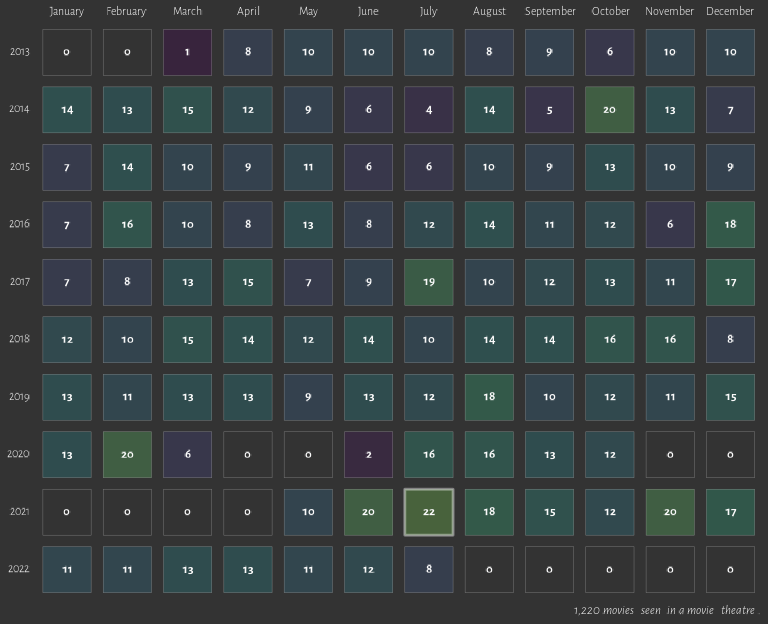 January February March April May June July August September October November December
2013 0 0 1 8 10 10 10 8 9 6 10 10
2014 14 13 15 12 9 6 4 14 5 20 13 7
2015 7 14 10 9 11 6 6 10 9 13 10 9
2016 7 16 10 8 13 8 12 14 11 12 6 18
2017 7 8 13 15 7 9 19 10 12 13 11 17
2018 12 10 15 14 12 14 10 14 14 16 16 8
2019 13 11 13 13 9 13 12 18 10 12 11 15
2020 13 20 6 0 0 2 16 16 13 12 0 0
2021 0 0 0 0 10 20 22 18 15 12 20 17
2022 11 11 13 13 11 12 8 0 0 0 0 0
1,220 movies seen in a movie theatre .